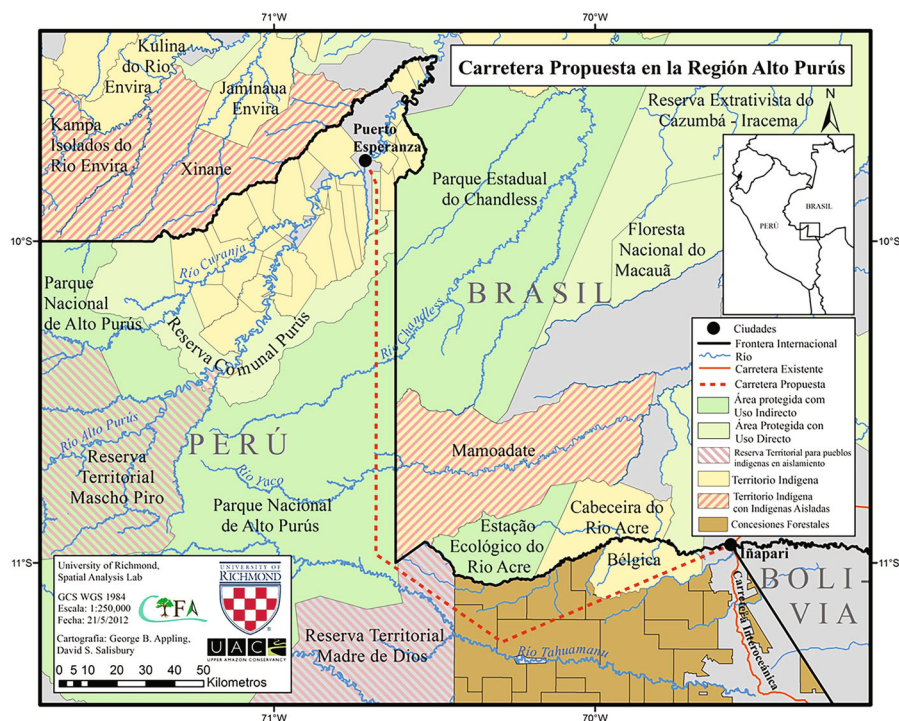 71°W
70°W
Carretera Propuesta en la Región Alto Purús
N
Kulina
do Rio
Envira
Jaminaua
Envira
Kampa
Isolados do
Rio Envira
Xinane
Puerto
Esperanza
Reserva Extrativista do
Cazumbá - Iracema
Parque Estadual
do Chandless
Floresta
Nacional do
Macauã
PERÚ
BRASIL
10°S
10°S
Río Curanja
Parque
Nacional
de Alto Purús
Reserva Comunal Purús
Río Chandless
BRASIL
Ciudades
Frontera Internacional
Río
Carretera Existente
Carretera Propuesta
Área protegida com
Uso Indirecto
Área Protegida con
Uso Directo
Reserva Territorial para pueblos
indígenas en aislamiento
Territorio Indígena
Territorio Indígena
con Indígenas Aisladas
Concesiones Forestales
Río Alto Purús
PERÚ
Reserva
Territorial
Mascho Piro
Río Yaco
Parque Nacional
de Alto Purús
Mamoadate
Cabeceira do
Rio Acre
Estação
Ecológico do
Rio Acre
Bélgica
Iñapari
11°S
11°S
BOLI-
VIA
Carretera Interoceánica
Reserva Territorial
Madre de Dios
Río Tahuamanu
University of Richmond,
Spatial Analysis Lab
GCS WGS 1984
Escala: 1:250,000
Fecha: 21/5/2012
Cartografía: George B. Appling,
David S. Salisbury
CIFA
UNIVERSITY OF
RICHMOND
UAC
UPPER AMAZON CONSERVANCY
0 5 10 20 30 40 50
Kilometros
71°W
70°W